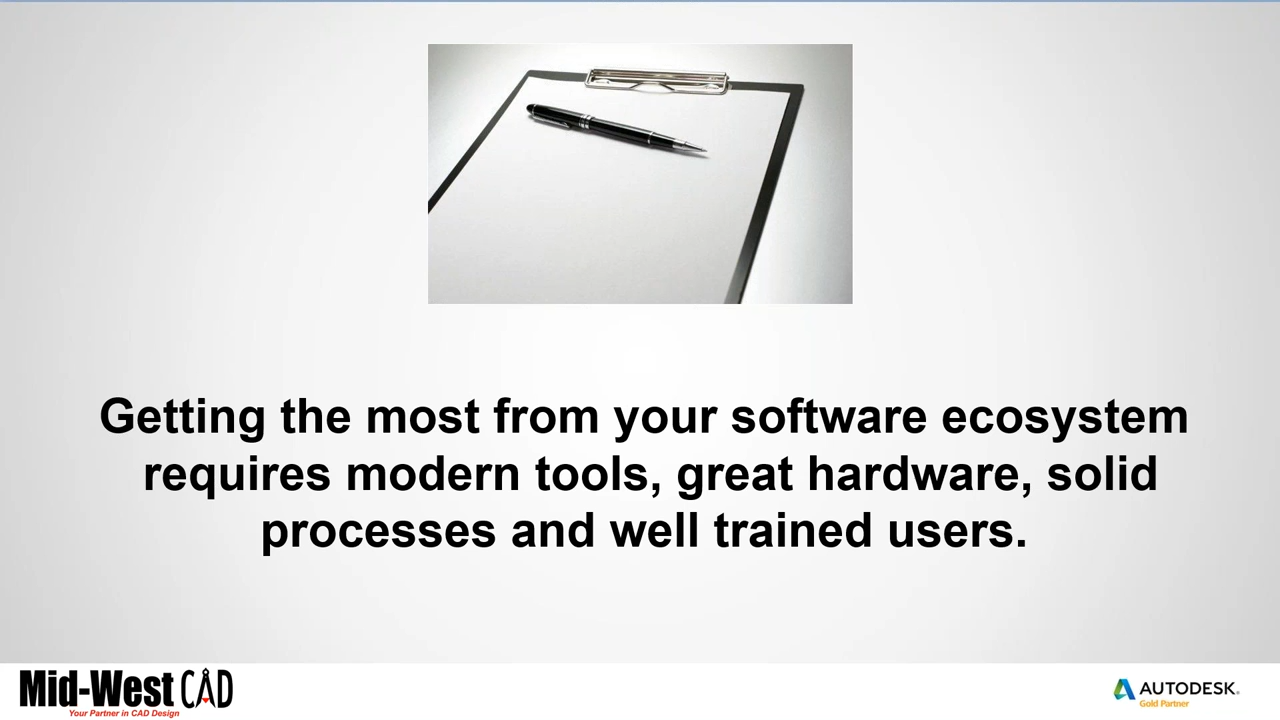 Getting the most from your software ecosystem
requires modern tools, great hardware, solid
processes and well trained users.
Mid-West CAD
Your Partner in CAD Design
AUTODESK.
Gold Partner